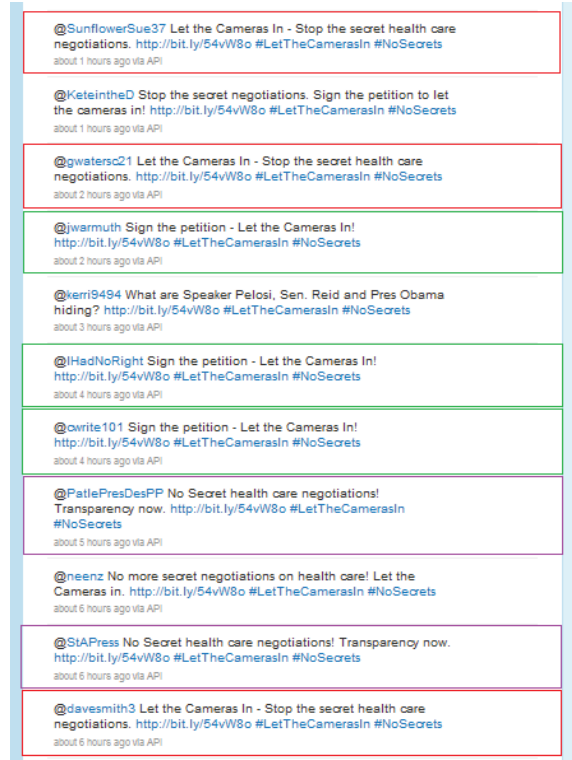 @SunflowerSue37 Let the Cameras In - Stop the secret health care
negotiations. http://bit.ly/54vW8o #LetTheCamerasIn #NoSecrets
about 1 hours ago via API
@KeteintheD Stop the secret negotiations. Sign the petition to let
the cameras in! http://bit.ly/54vW8o #LetTheCamerasIn #NoSecrets
about 1 hours ago via API
@gwatersc21 Let the Cameras In - Stop the secret health care
negotiations. http://bit.ly/54vW8o #LetTheCamerasIn #NoSecrets
about 2 hours ago via API
@jwarmuth Sign the petition - Let the Cameras In!
http://bit.ly/54vW8o #LetTheCamerasIn #NoSecrets
about 2 hours ago via API
@kerri9494 What are Speaker Pelosi, Sen. Reid and Pres Obama
hiding? http://bit.ly/54vW8o #LetTheCamerasIn #NoSecrets
about 3 hours ago via API
@IHadNoRight Sign the petition - Let the Cameras In!
http://bit.ly/54vW8o #LetTheCamerasIn #NoSecrets
about 4 hours ago via API
@cwrite101 Sign the petition - Let the Cameras In!
http://bit.ly/54vW8o #LetTheCamerasIn #NoSecrets
about 4 hours ago via API
@PatlePresDesPP No Secret health care negotiations!
Transparency now. http://bit.ly/54vW8o #LetTheCamerasIn
#NoSecrets
about 5 hours ago via API
@neenz No more secret negotiations on health care! Let the
Cameras in. http://bit.ly/54vW8o #LetTheCamerasIn #NoSecrets
about 6 hours ago via API
@StAPress No Secret health care negotiations! Transparency now.
http://bit.ly/54vW8o #LetTheCamerasIn #NoSecrets
about 6 hours ago via API
@davesmith3 Let the Cameras In - Stop the secret health care
negotiations. http://bit.ly/54vW8o #LetTheCamerasIn #NoSecrets
about 6 hours ago via API